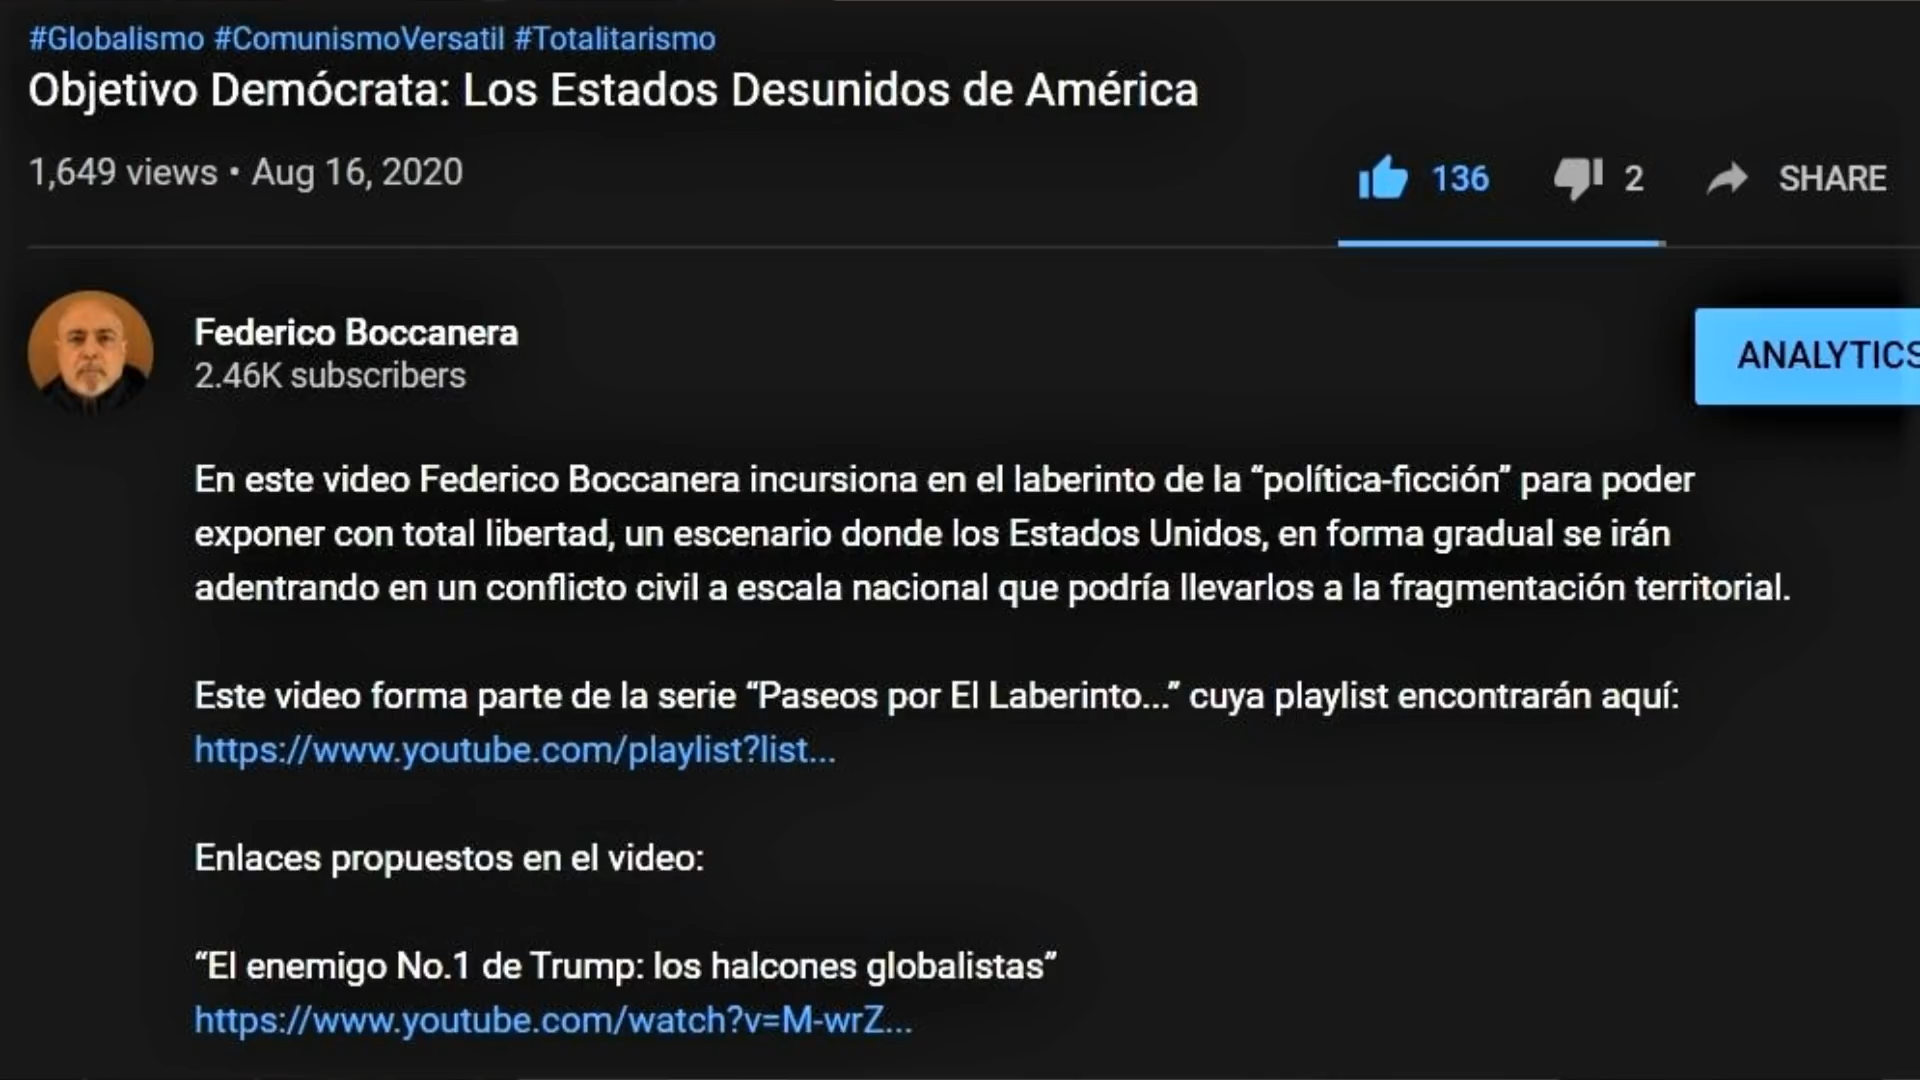 #Globalismo #ComunismoVersatil #Totalitarismo
Objetivo Demócrata: Los Estados Desunidos de América
1,649 views • Aug 16, 2020
136 2 SHARE
Federico Boccanera
2.46K subscribers
ANALYTICS
En este video Federico Boccanera incursiona en el laberinto de la “política-ficción” para poder
exponer con total libertad, un escenario donde los Estados Unidos, en forma gradual se irán
adentrando en un conflicto civil a escala nacional que podría llevarlos a la fragmentación territorial.
Este video forma parte de la serie “Paseos por El Laberinto...” cuya playlist encontrarán aquí:
https://www.youtube.com/playlist?list...
Enlaces propuestos en el video:
“El enemigo No.1 de Trump: los halcones globalistas”
https://www.youtube.com/watch?v=M-wrZ...